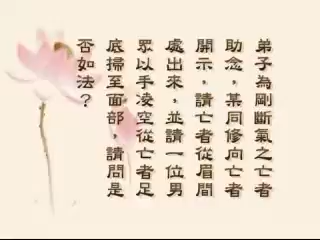 弟子為剛斷氣之亡者
助念，某同修向亡者
開示，請亡者從眉間
處出來，並請一位男
眾以手凌空從亡者足
底掃至面部，請問是
否如法？